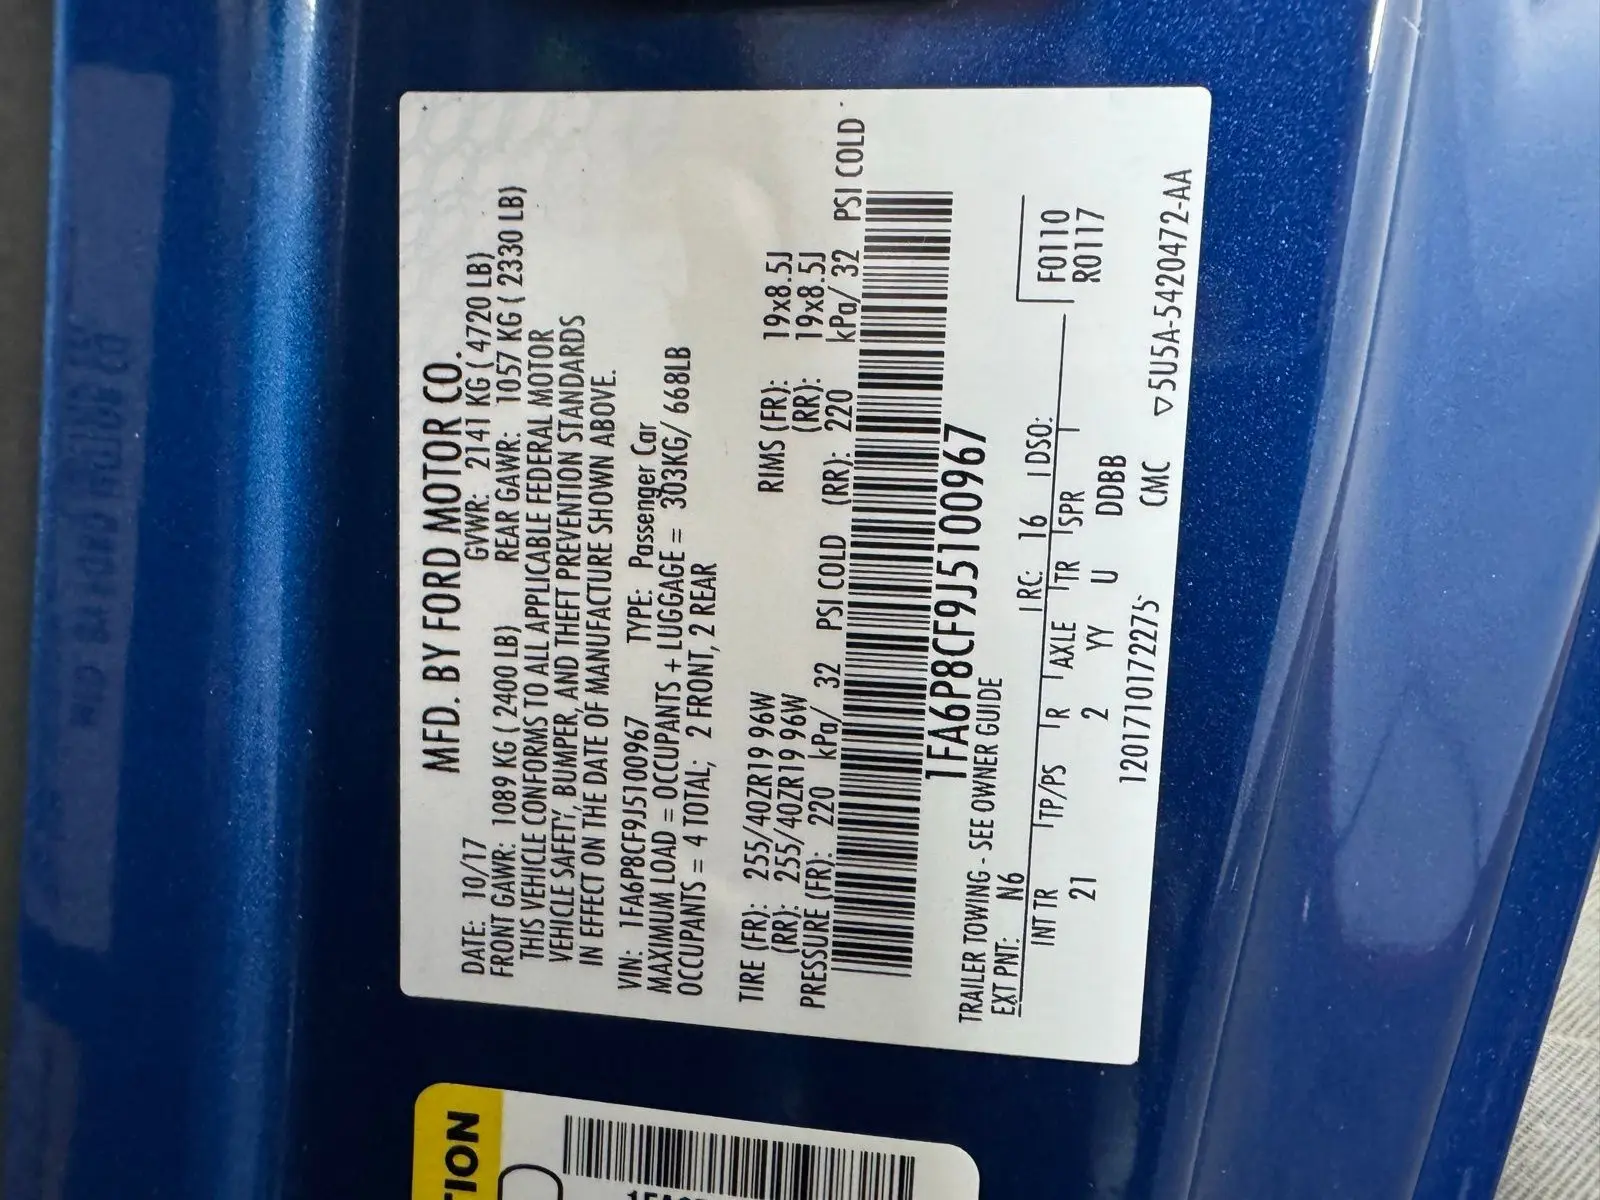 MFD. BY FORD MOTOR CO.
DATE: 10/17 GVWR: 2141 KG ( 4720 LB)
FRONT GAWR: 1089 KG ( 2400 LB) REAR GAWR: 1057 KG ( 2330 LB)
THIS VEHICLE CONFORMS TO ALL APPLICABLE FEDERAL MOTOR
VEHICLE SAFETY, BUMPER, AND THEFT PREVENTION STANDARDS
IN EFFECT ON THE DATE OF MANUFACTURE SHOWN ABOVE.
VIN: 1FA6P8CF9J5100967 TYPE: Passenger Car
MAXIMUM LOAD = OCCUPANTS + LUGGAGE = 303KG/ 668LB
OCCUPANTS = 4 TOTAL; 2 FRONT, 2 REAR
TIRE (FR): 255/40ZR19 96W RIMS (FR): 19x8.5J
(RR): 255/40ZR19 96W (RR): 19x8.5J
PRESSURE (FR): 220 kPa/ 32 PSI COLD (RR): 220 kPa/ 32 PSI COLD
1FA6P8CF9J5100967
TRAILER TOWING - SEE OWNER GUIDE
EXT PNT: N6 RC: 16 DSO: F0110
INT TR TP/PS R AXLE TR SPR R0117
21 2 YY U DDBB
12017101722​75 CMC ▽5U5A-5420472-AA